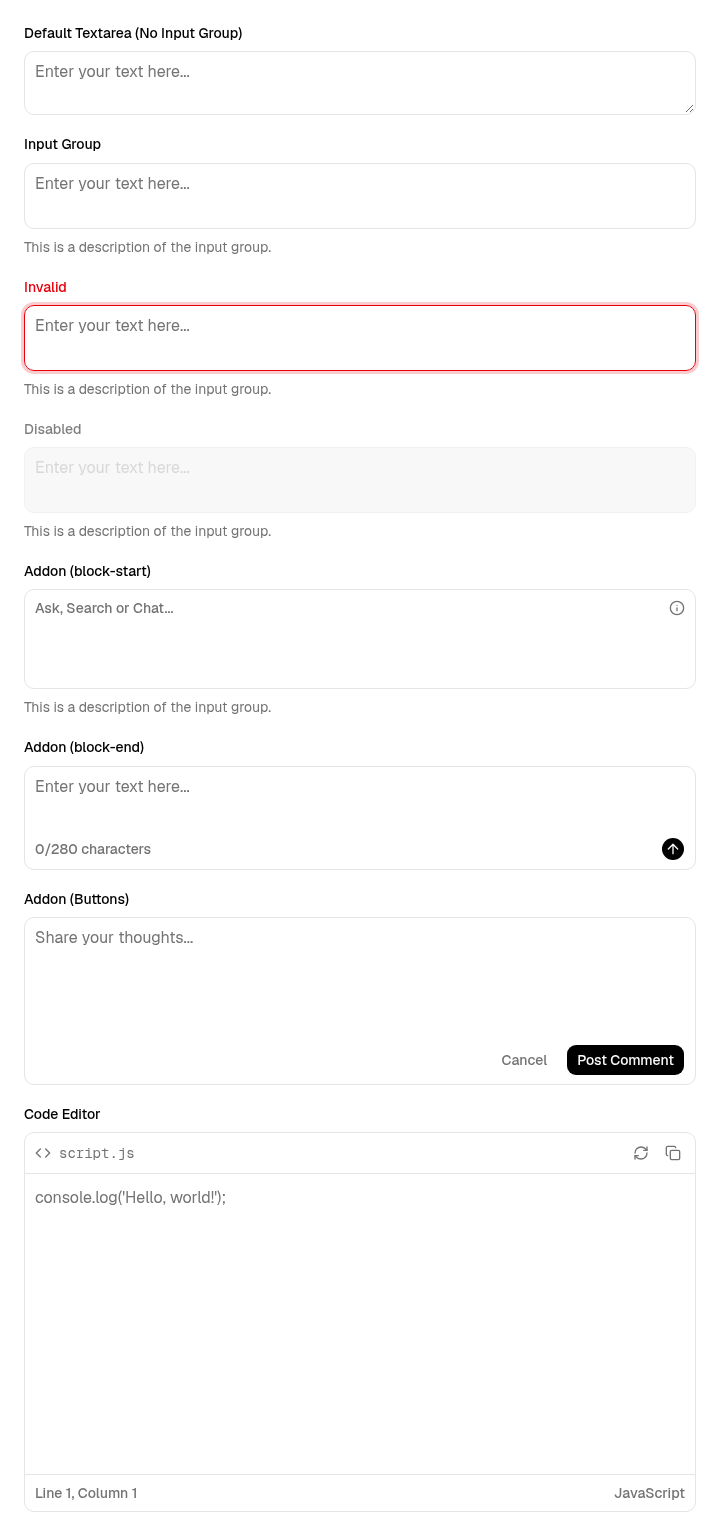 Default Textarea (No Input Group)
Enter your text here...
Input Group
Enter your text here...
This is a description of the input group.
Invalid
Enter your text here...
This is a description of the input group.
Disabled
Enter your text here...
This is a description of the input group.
Addon (block-start)
Ask, Search or Chat...
This is a description of the input group.
Addon (block-end)
Enter your text here...
0/280 characters
Addon (Buttons)
Share your thoughts...
Cancel Post Comment
Code Editor
script.js
console.log('Hello, world!');
Line 1, Column 1 JavaScript